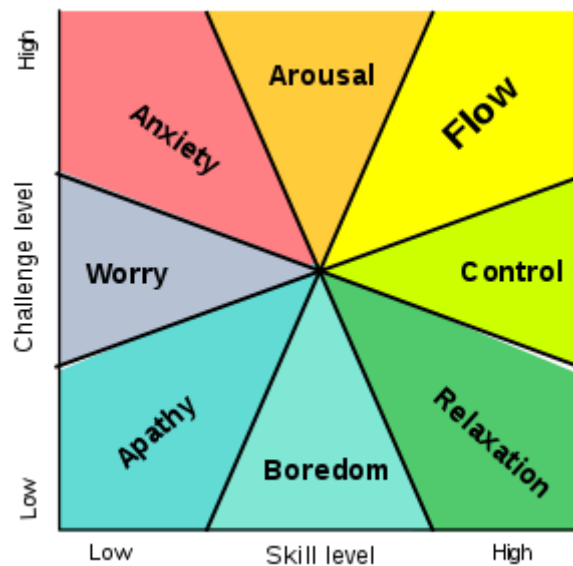 High
Arousal
Flow
Anxiety
Challenge level
Worry
Control
Apathy
Relaxation
Boredom
Low
Low
Skill level
High